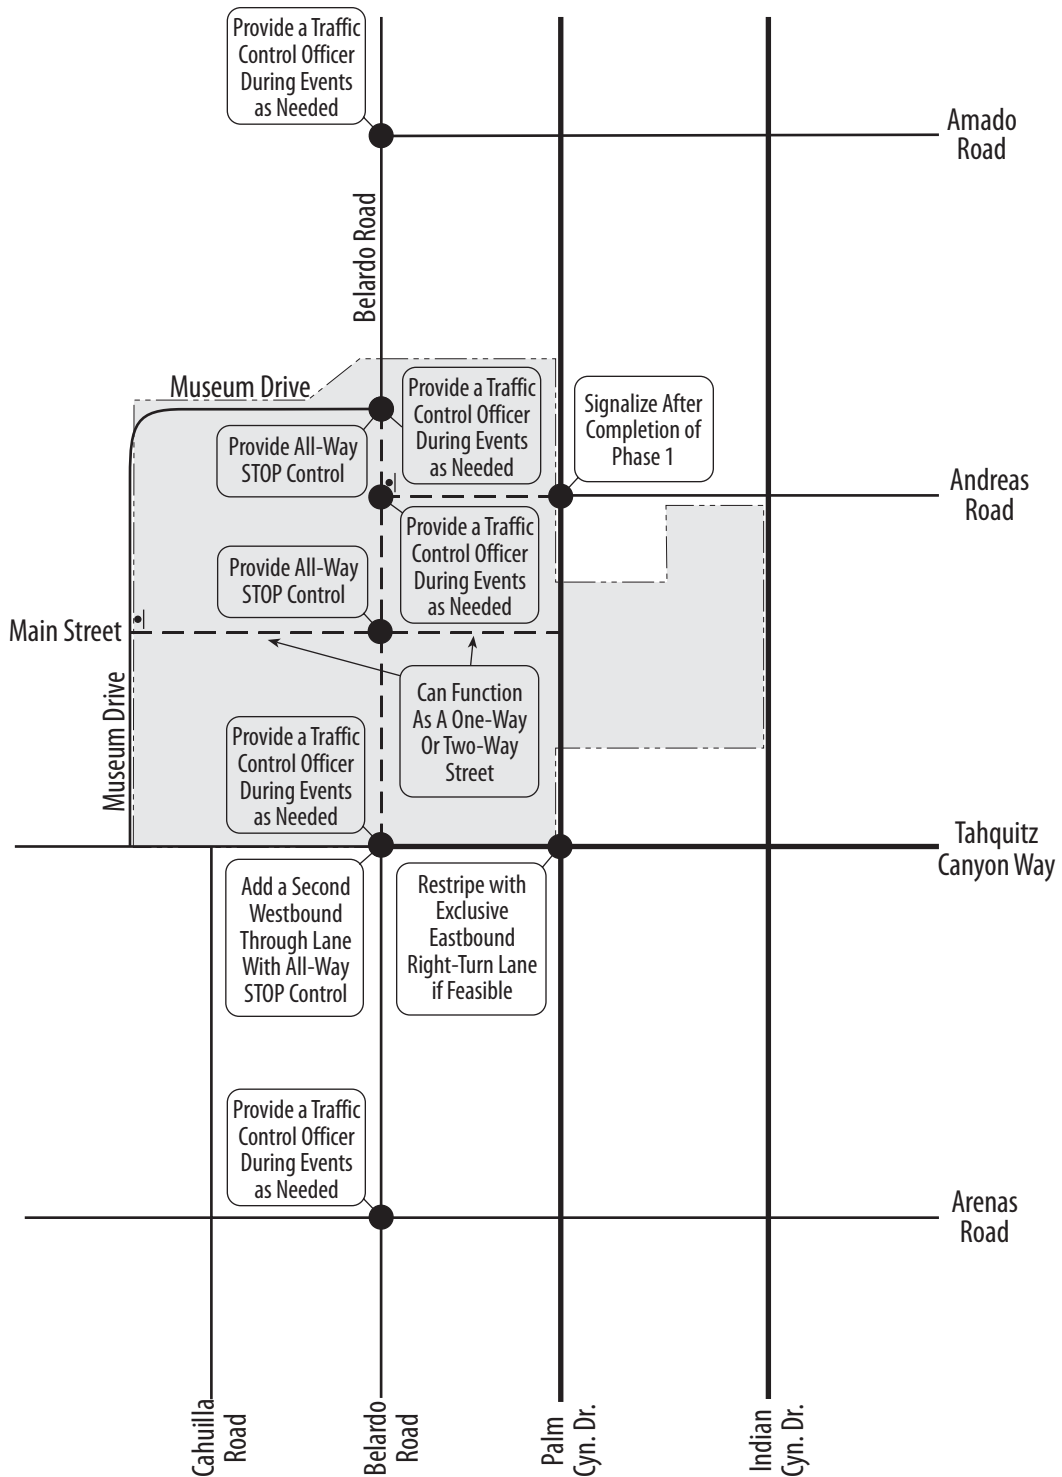 Provide a Traffic
Control Officer
During Events
as Needed
Amado
Road
Belardo Road
Museum Drive
Provide a Traffic
Control Officer
During Events
as Needed
Signalize After
Completion of
Phase 1
Provide All-Way
STOP Control
Andreas
Road
Provide a Traffic
Control Officer
During Events
as Needed
Provide All-Way
STOP Control
Main Street
Museum Drive
Can Function
As A One-Way
Or Two-Way
Street
Provide a Traffic
Control Officer
During Events
as Needed
Tahquitz
Canyon Way
Add a Second
Westbound
Through Lane
With All-Way
STOP Control
Restripe with
Exclusive
Eastbound
Right-Turn Lane
if Feasible
Provide a Traffic
Control Officer
During Events
as Needed
Arenas
Road
Cahuilla
Road
Belardo
Road
Palm
Cyn. Dr.
Indian
Cyn. Dr.